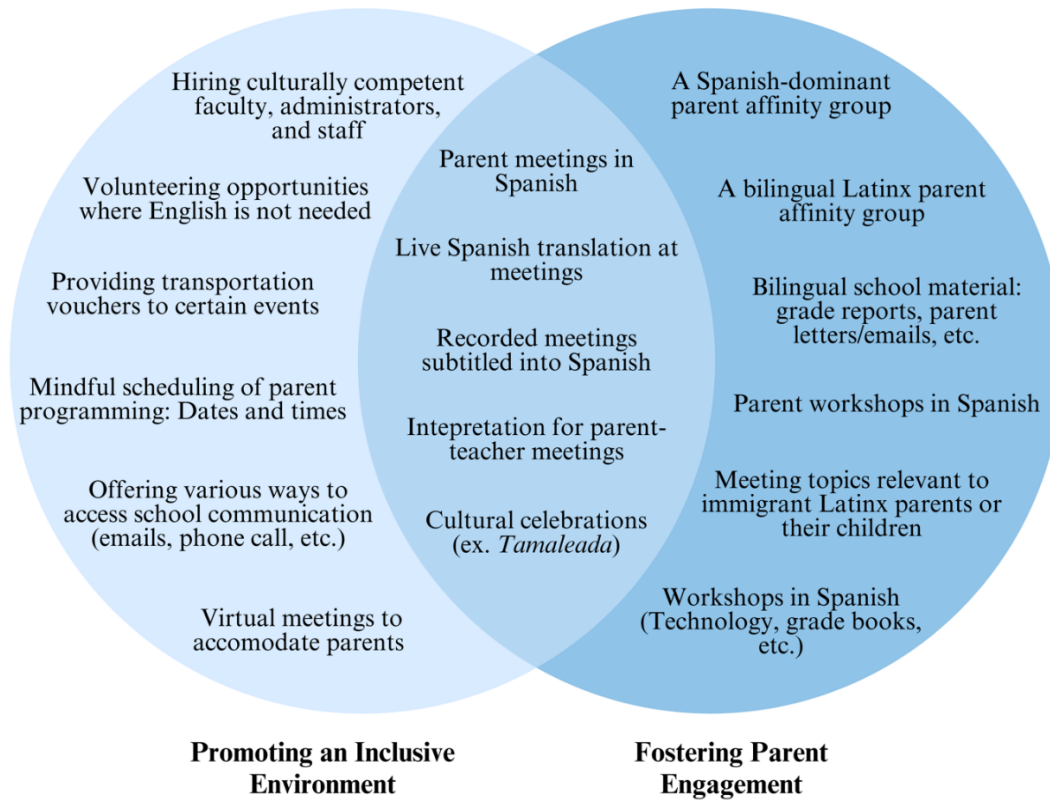 Hiring culturally competent
faculty, administrators,
and staff
Volunteering opportunities
where English is not needed
Providing transportation
vouchers to certain events
Mindful scheduling of parent
programming: Dates and times
Offering various ways to
access school communication
(emails, phone call, etc.)
Virtual meetings to
accomodate parents
Parent meetings in
Spanish
Live Spanish translation at
meetings
Recorded meetings
subtitled into Spanish
Intepretation for parent-
teacher meetings
Cultural celebrations
(ex. Tamaleada)
A Spanish-dominant
parent affinity group
A bilingual Latinx parent
affinity group
Bilingual school material:
grade reports, parent
letters/emails, etc.
Parent workshops in Spanish
Meeting topics relevant to
immigrant Latinx parents or
their children
Workshops in Spanish
(Technology, grade books,
etc.)
Promoting an Inclusive
Environment
Fostering Parent
Engagement